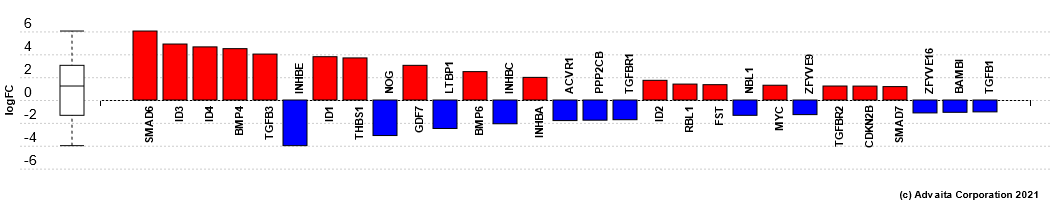 6
4
2
0
-2
-4
-6
logFC
SMAD6
ID3
ID4
BMP4
TGFB3
INHBE
ID1
THBS1
NOG
GDF7
LTBP1
BMP6
INHBC
INHBA
ACVR1
PPP2CB
TGFBR1
ID2
RBL1
FST
NBL1
MYC
ZFYVE9
TGFBR2
CDKN2B
SMAD7
ZFYVE16
BAMBI
TGFB1
(c) Advaita Corporation 2021